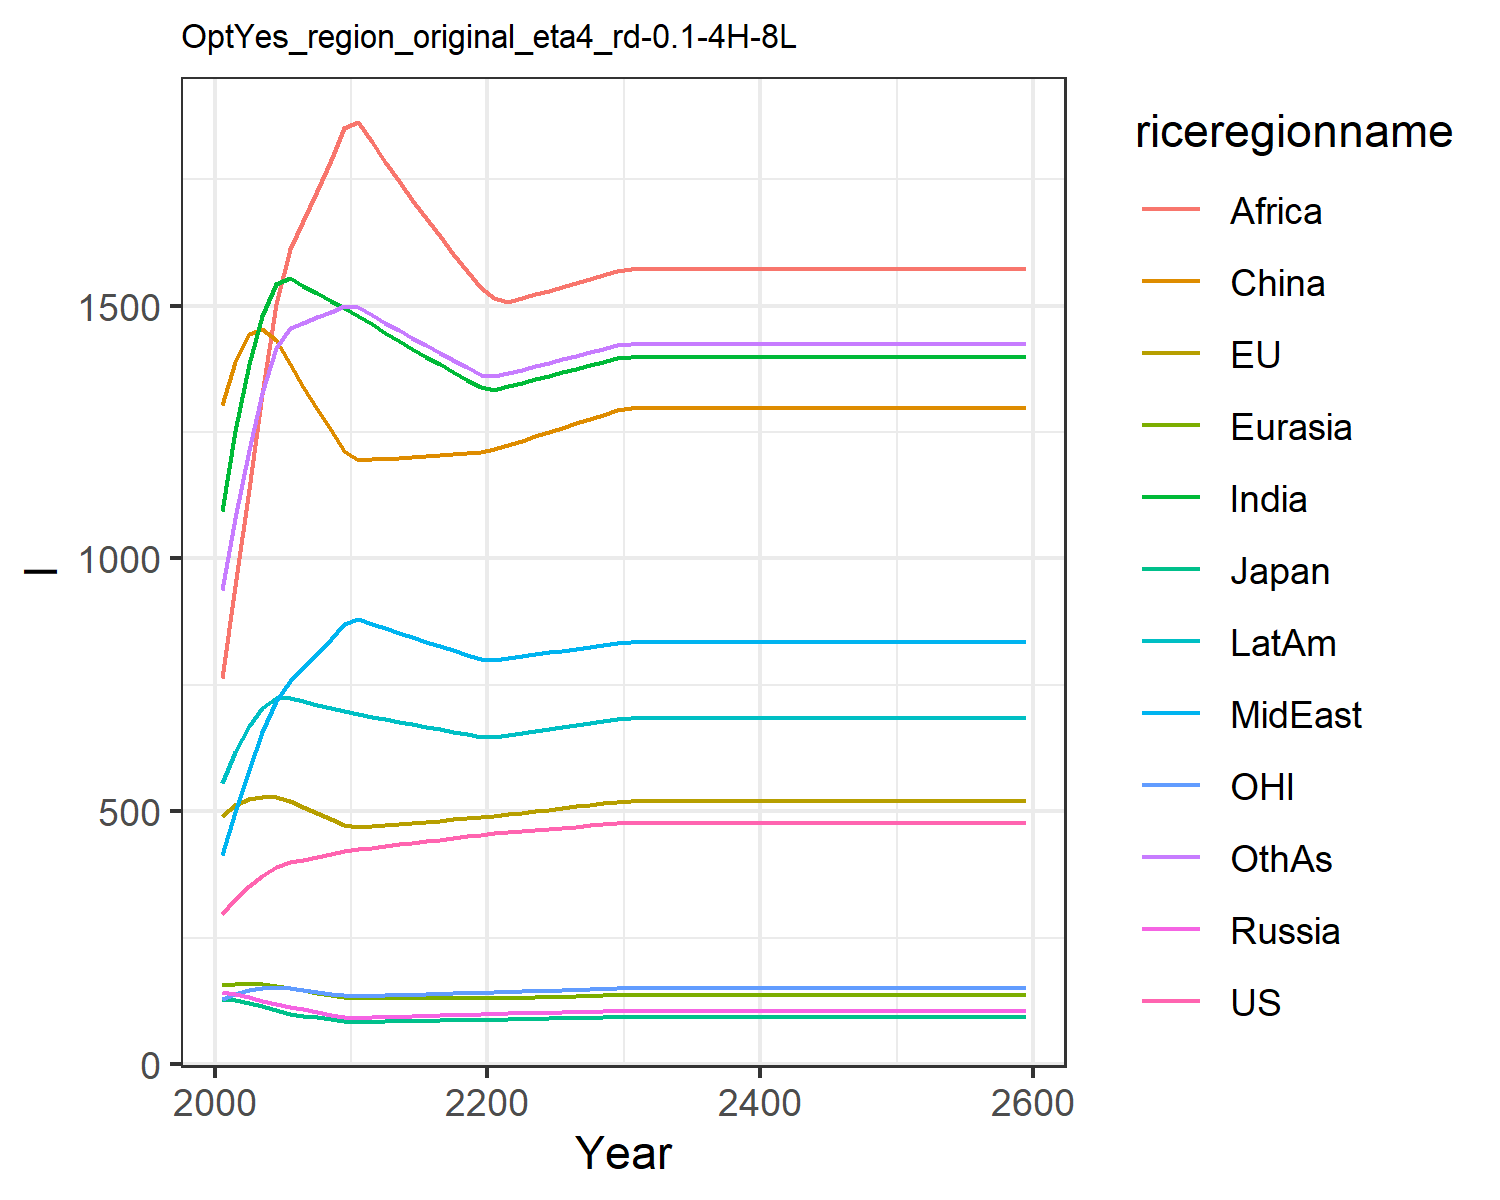 OptYes_region_original_eta4_rd-0.1-4H-8L
riceregionname
Africa
China
EU
Eurasia
India
Japan
LatAm
MidEast
OHI
OthAs
Russia
US
1500
1000
500
0
I
2000 2200 2400 2600
Year